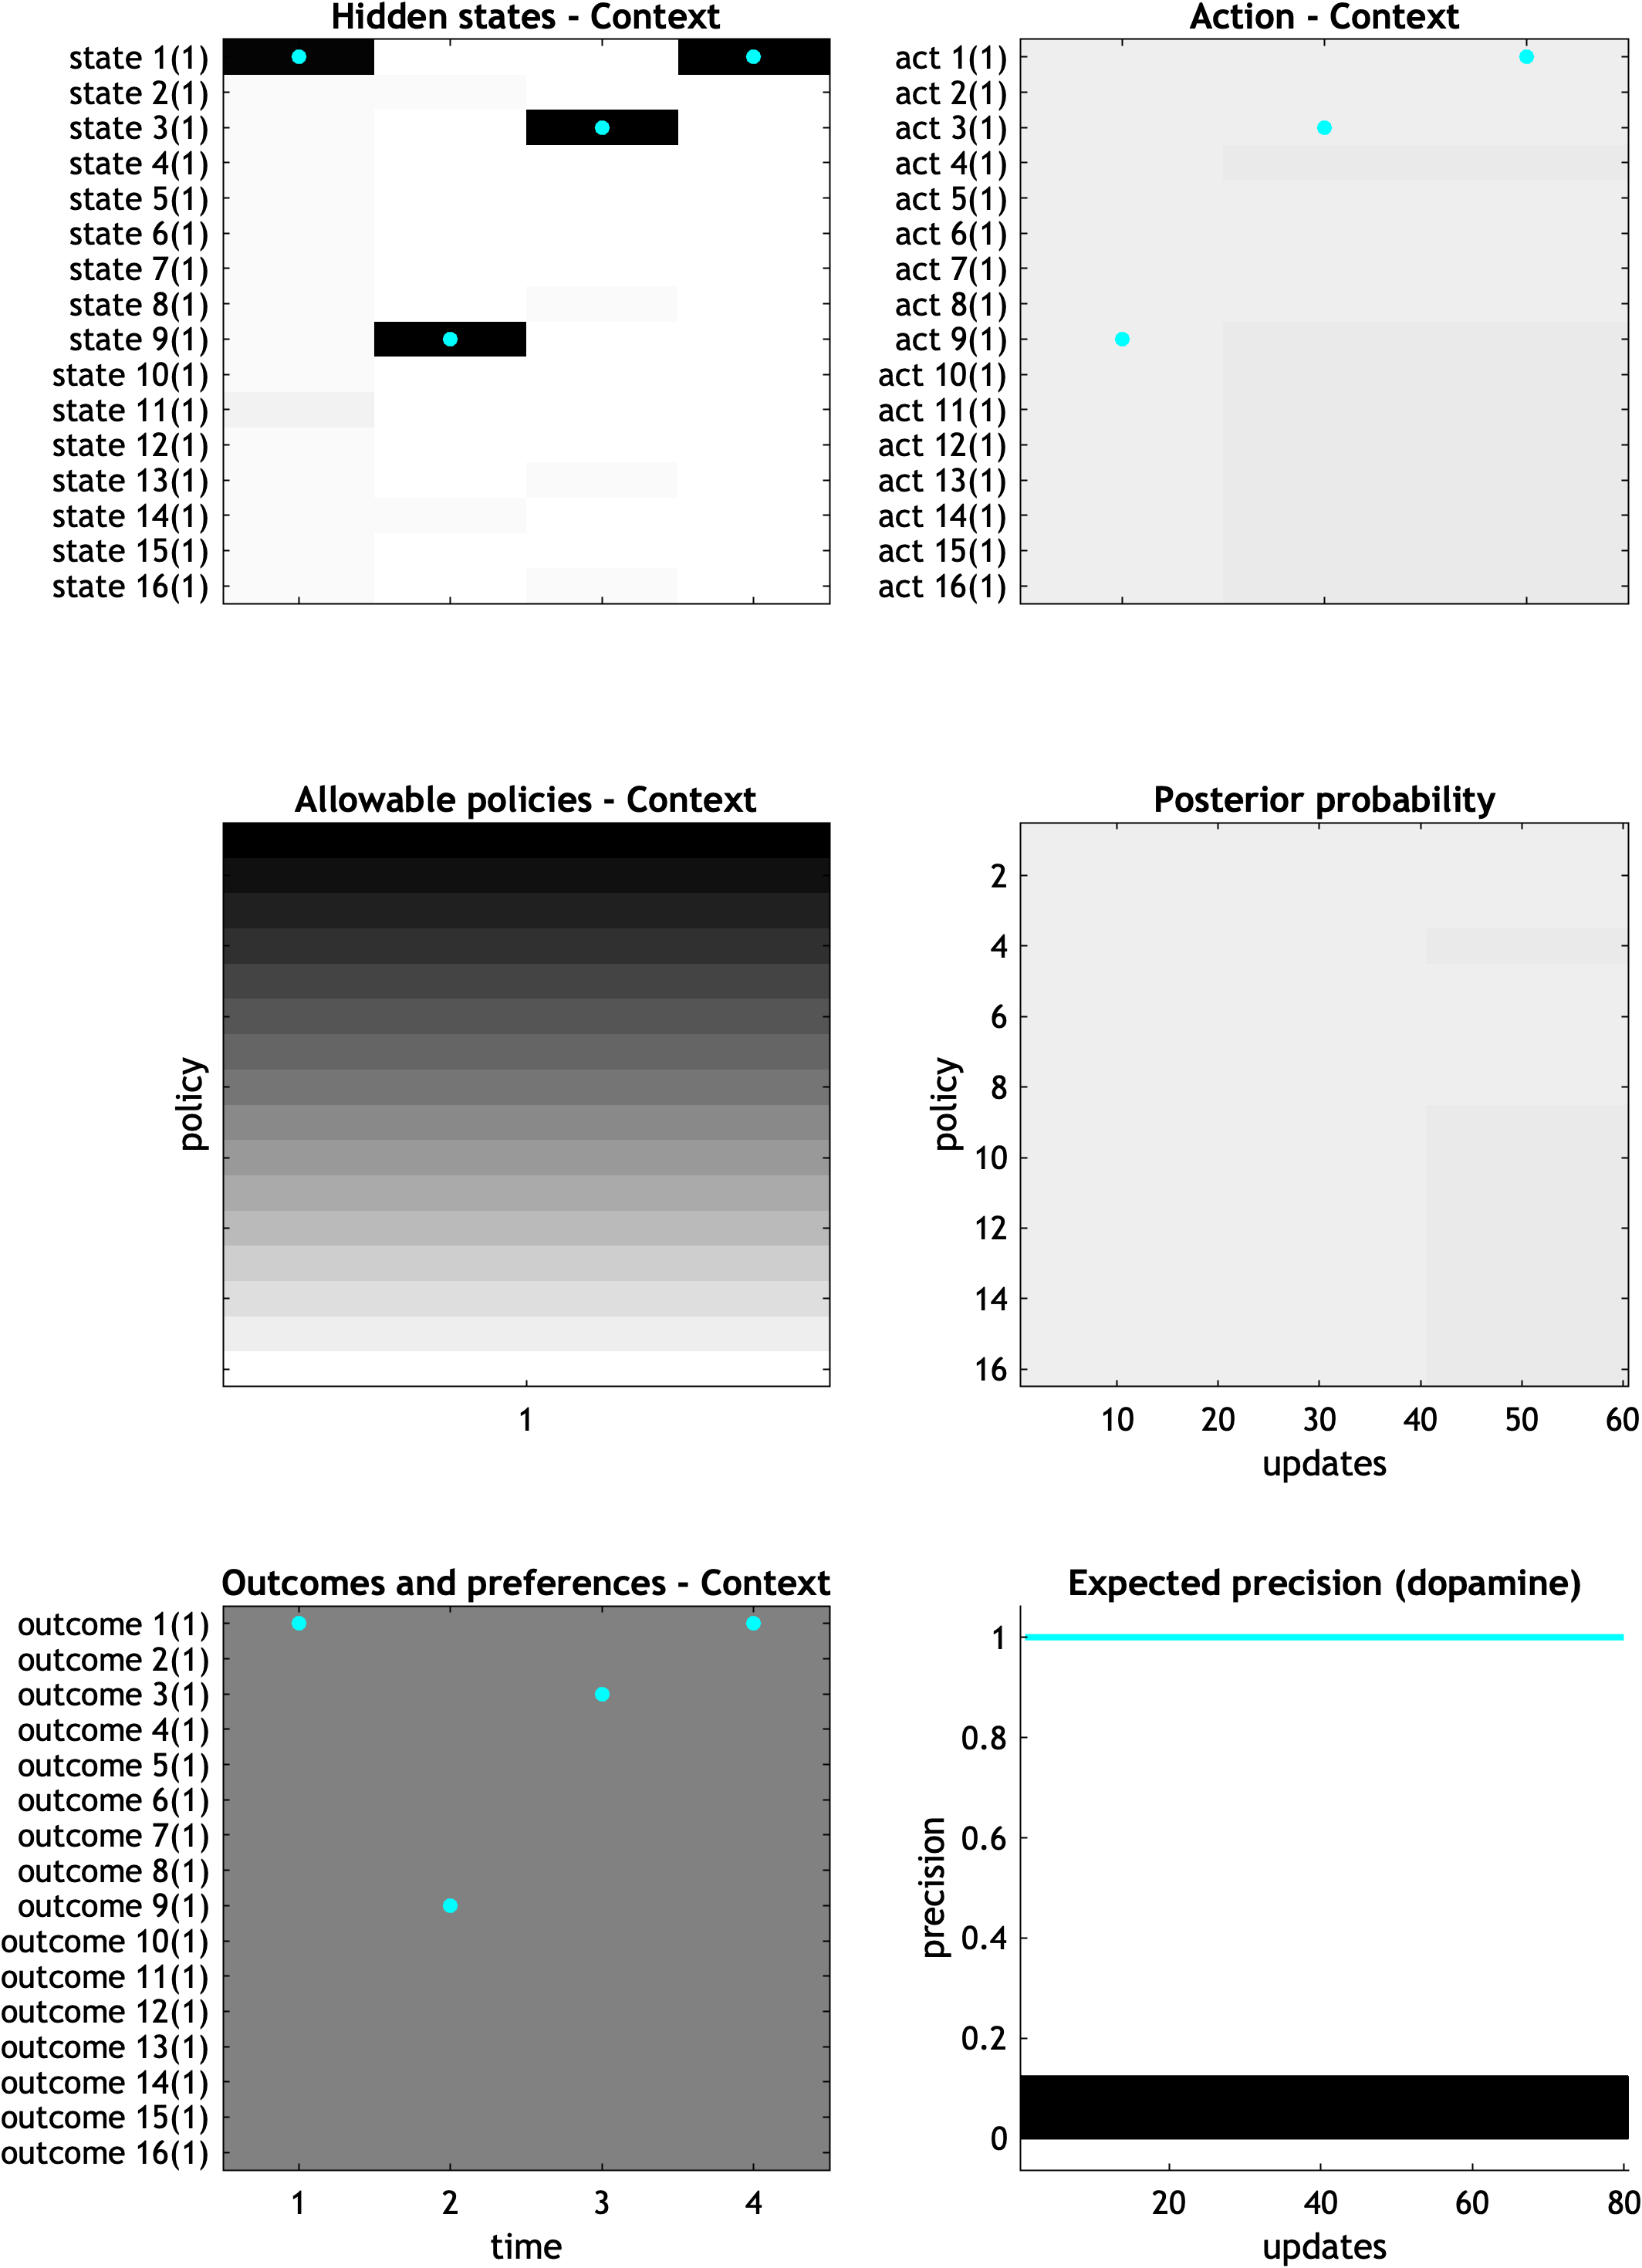 Hidden states - Context
state 1(1)
state 2(1)
state 3(1)
state 4(1)
state 5(1)
state 6(1)
state 7(1)
state 8(1)
state 9(1)
state 10(1)
state 11(1)
state 12(1)
state 13(1)
state 14(1)
state 15(1)
state 16(1)
Action - Context
act 1(1)
act 2(1)
act 3(1)
act 4(1)
act 5(1)
act 6(1)
act 7(1)
act 8(1)
act 9(1)
act 10(1)
act 11(1)
act 12(1)
act 13(1)
act 14(1)
act 15(1)
act 16(1)
Allowable policies - Context
policy
1
Posterior probability
policy
2
4
6
8
10
12
14
16
10 20 30 40 50 60
updates
Outcomes and preferences - Context
outcome 1(1)
outcome 2(1)
outcome 3(1)
outcome 4(1)
outcome 5(1)
outcome 6(1)
outcome 7(1)
outcome 8(1)
outcome 9(1)
outcome 10(1)
outcome 11(1)
outcome 12(1)
outcome 13(1)
outcome 14(1)
outcome 15(1)
outcome 16(1)
1 2 3 4
time
Expected precision (dopamine)
precision
1
0.8
0.6
0.4
0.2
0
20 40 60 80
updates